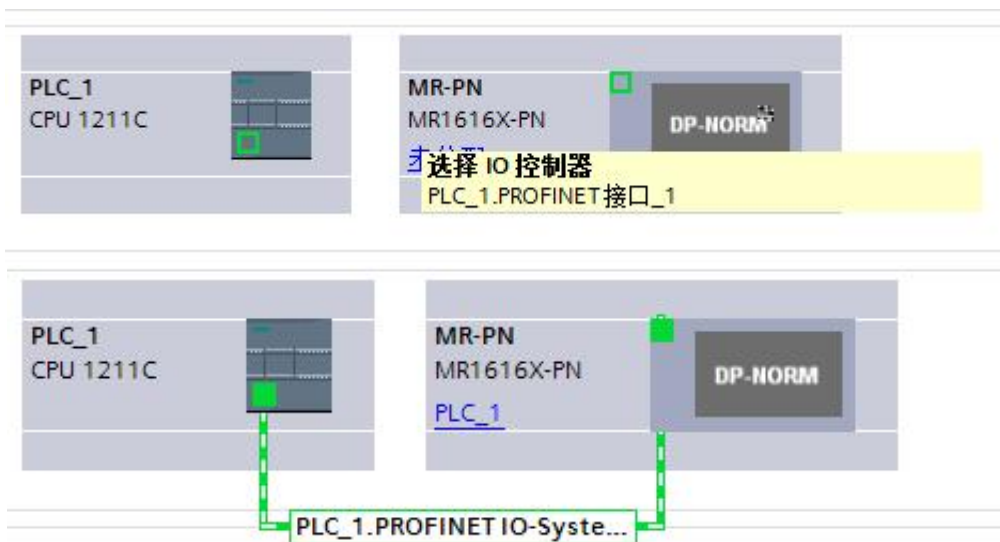 PLC_1
CPU 1211C
MR-PN
MR1616X-PN
DP-NORM
选择 IO 控制器
PLC_1.PROFINET接口_1
PLC_1
CPU 1211C
MR-PN
MR1616X-PN
PLC_1
DP-NORM
PLC_1.PROFINET IO-Syste...